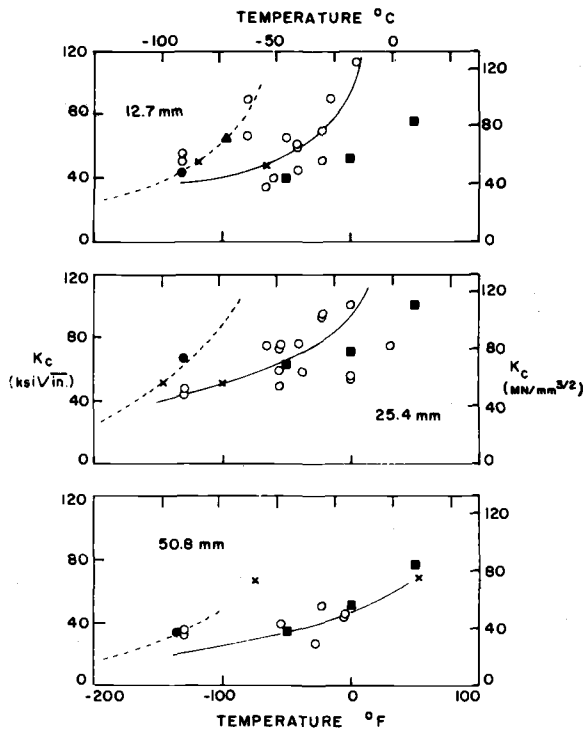 TEMPERATURE °C
-100 -50 0
120 120
80 80
40 40
0 0
12.7 mm
120 120
80 80
40 40
0 0
K_C
(ksi√in.)
K_C
(MN/mm^3/2)
25.4 mm
120 120
80 80
40 40
0 0
50.8 mm
-200 -100 0 100
TEMPERATURE °F